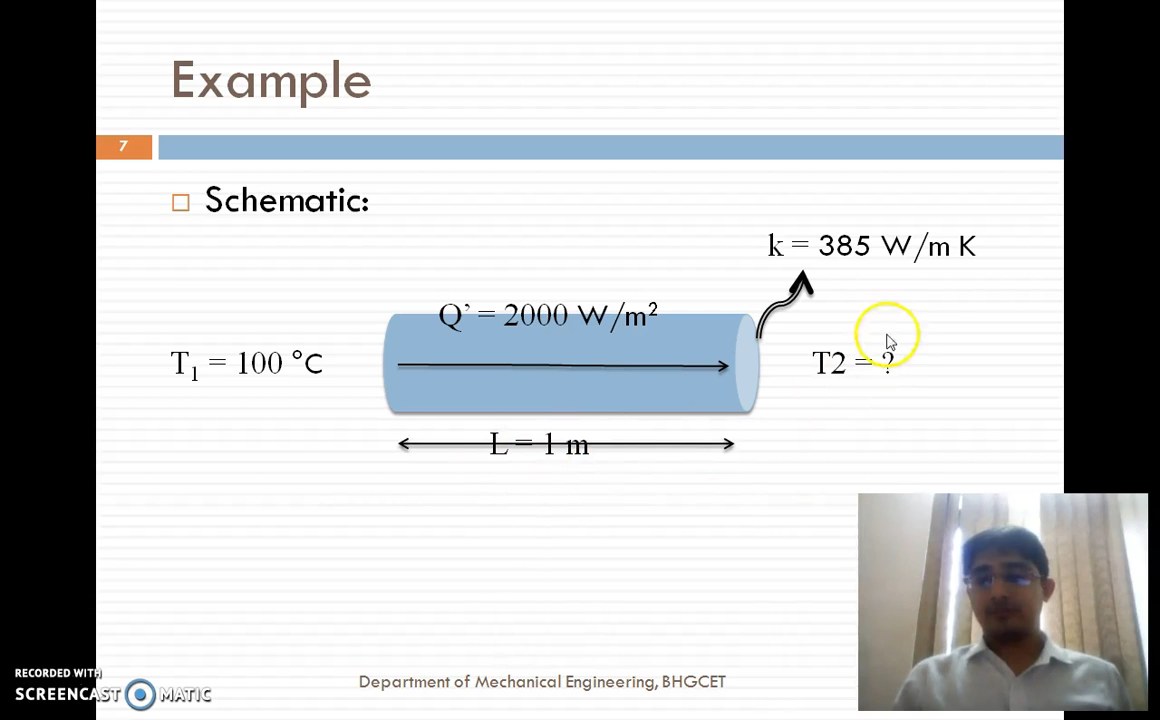 Example
7
Schematic:
k = 385 W/m K
Q’ = 2000 W/m²
T₁ = 100 °C
T2 = ?
L = 1 m
Department of Mechanical Engineering, BHGCET
RECORDED WITH
SCREENCAST MATIC